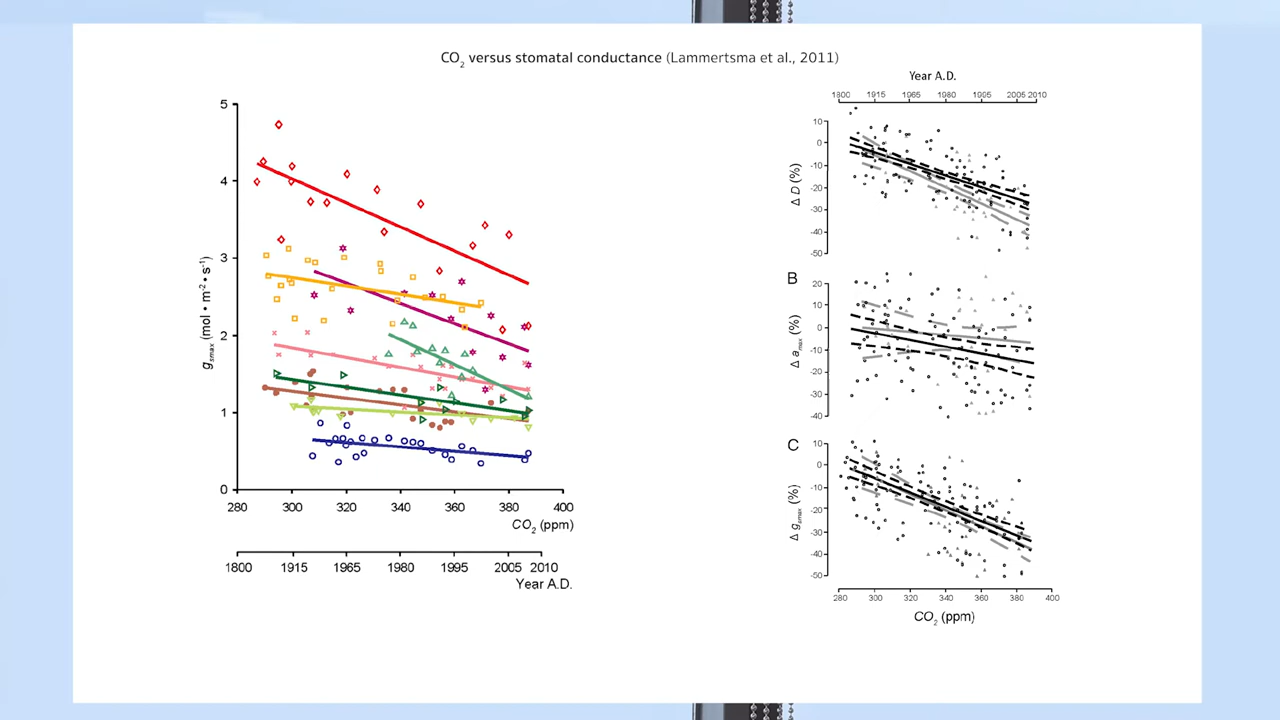 CO2 versus stomatal conductance (Lammertsma et al., 2011)
5
4
3
2
1
0
gsmax (mol • m-2 • s-1)
280 300 320 340 360 380 400
CO2 (ppm)
1800 1915 1965 1980 1995 2005 2010
Year A.D.
Year A.D.
1800 1915 1965 1980 1995 2005 2010
10
0
-10
-20
-30
-40
-50
Δ D (%)
B
20
10
0
-10
-20
-30
-40
Δ amax (%)
C
10
0
-10
-20
-30
-40
-50
Δ gsmax (%)
280 300 320 340 360 380 400
CO2 (ppm)